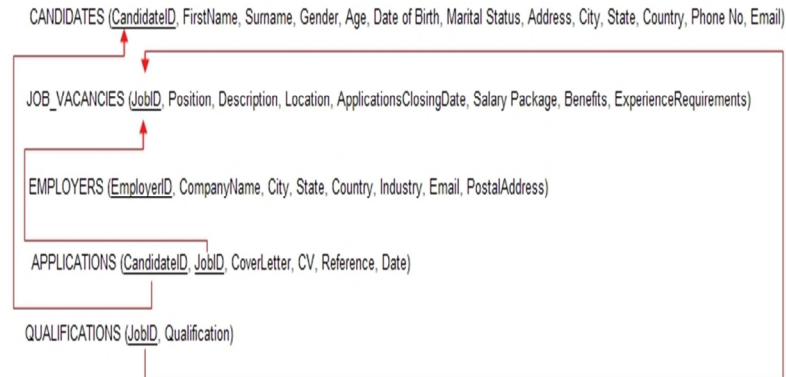 CANDIDATES (CandidateID, FirstName, Surname, Gender, Age, Date of Birth, Marital Status, Address, City, State, Country, Phone No, Email)
JOB_VACANCIES (JobID, Position, Description, Location, ApplicationsClosingDate, Salary Package, Benefits, ExperienceRequirements)
EMPLOYERS (EmployerID, CompanyName, City, State, Country, Industry, Email, PostalAddress)
APPLICATIONS (CandidateID, JobID, CoverLetter, CV, Reference, Date)
QUALIFICATIONS (JobID, Qualification)